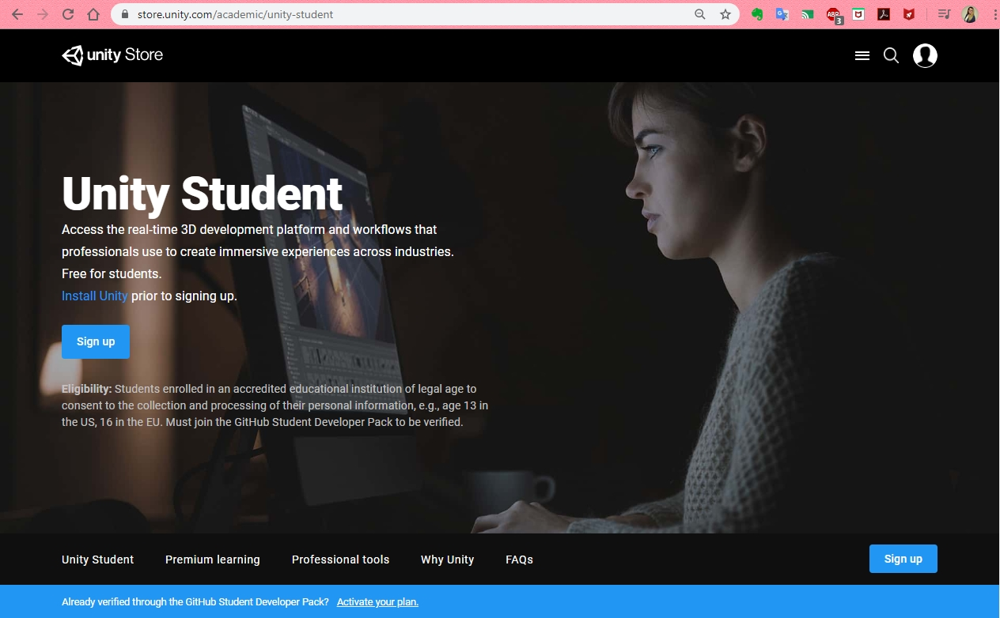 store.unity.com/academic/unity-student
ABP
3
unity Store
Unity Student
Access the real-time 3D development platform and workflows that
professionals use to create immersive experiences across industries.
Free for students.
Install Unity prior to signing up.
Sign up
Eligibility: Students enrolled in an accredited educational institution of legal age to
consent to the collection and processing of their personal information, e.g., age 13 in
the US, 16 in the EU. Must join the GitHub Student Developer Pack to be verified.
Unity Student Premium learning Professional tools Why Unity FAQs Sign up
Already verified through the GitHub Student Developer Pack? Activate your plan.